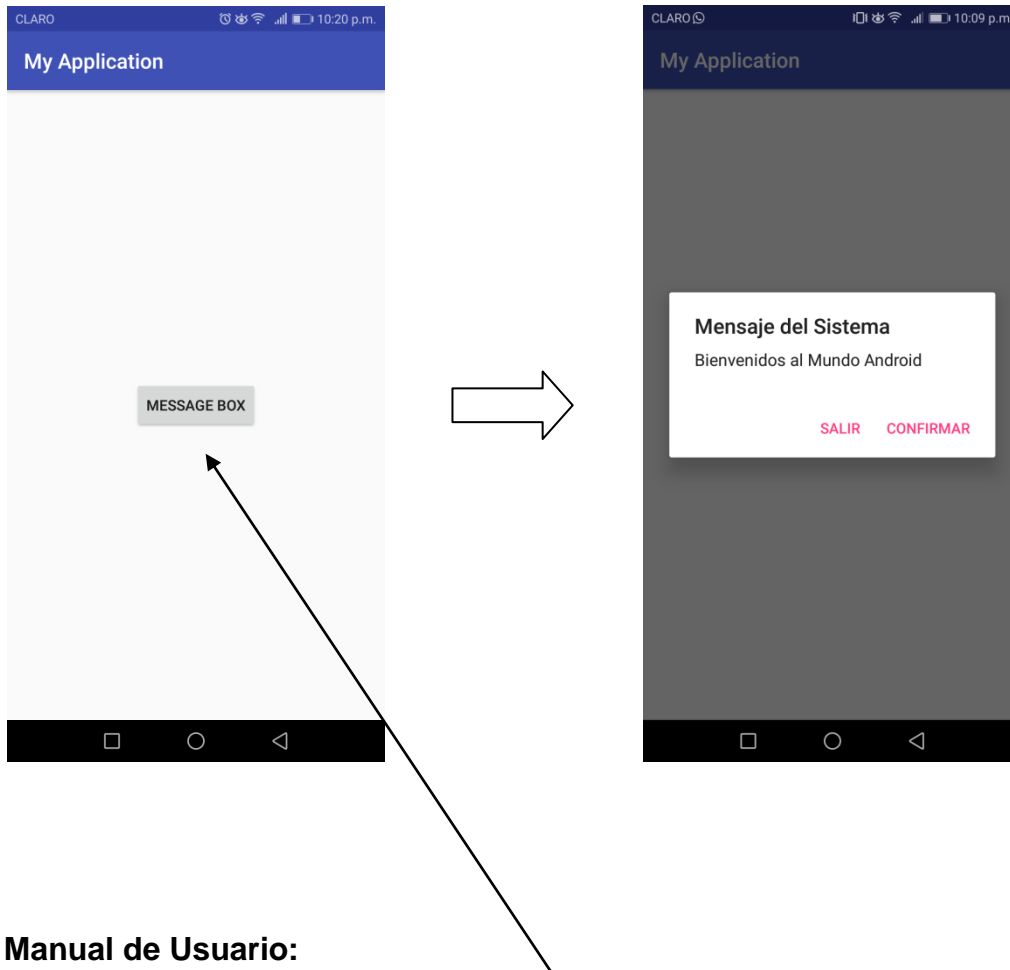 CLARO 10:20 p.m.
My Application
MESSAGE BOX
CLARO 10:09 p.m
My Application
Mensaje del Sistema
Bienvenidos al Mundo Android
SALIR CONFIRMAR
Manual de Usuario: